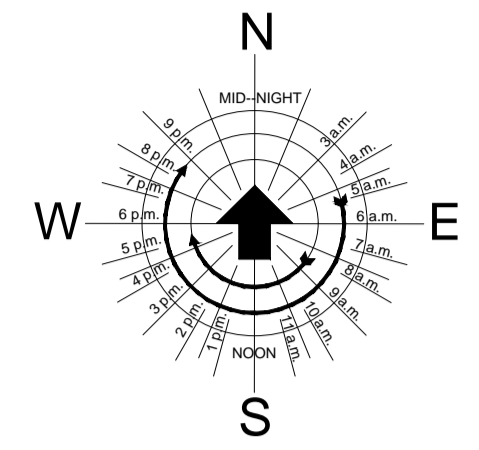 N
MID--NIGHT
9 p.m.
3 a.m.
8 p.m.
4 a.m.
7 p.m.
5 a.m.
W
6 p.m.
6 a.m.
E
5 p.m.
7 a.m.
4 p.m.
8 a.m.
3 p.m.
9 a.m.
2 p.m.
10 a.m.
1 p.m.
11 a.m.
NOON
S